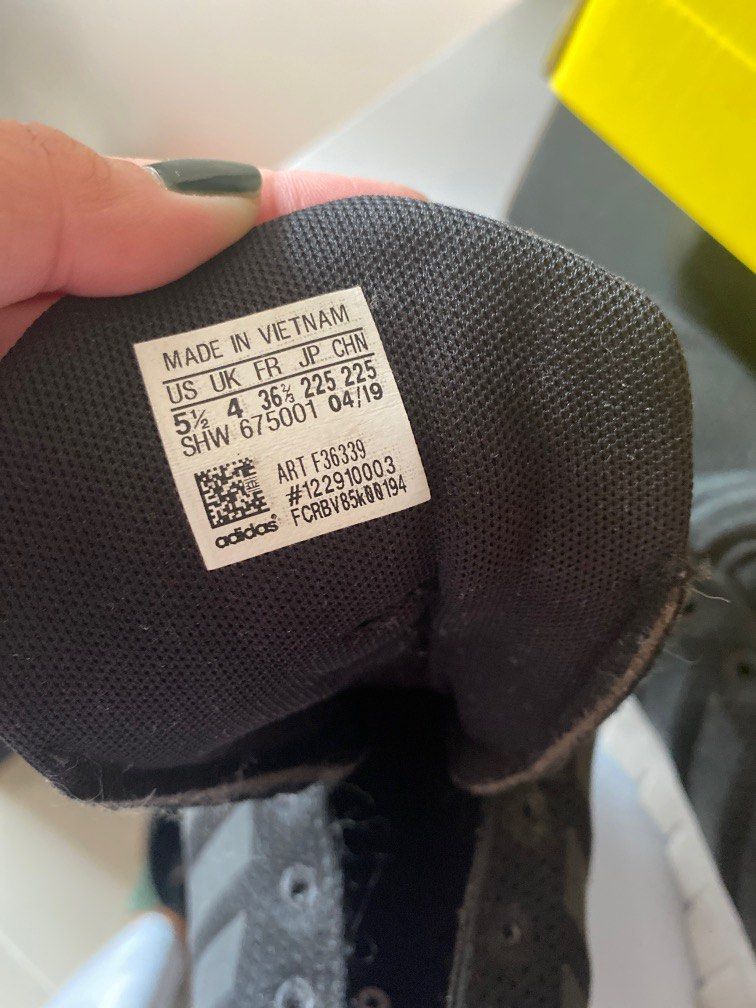 MADE IN VIETNAM
US UK FR JP CHN
5½ 4 36⅔ 225 225
SHW 675001 04/19
ART F36339
#122910003
adidas